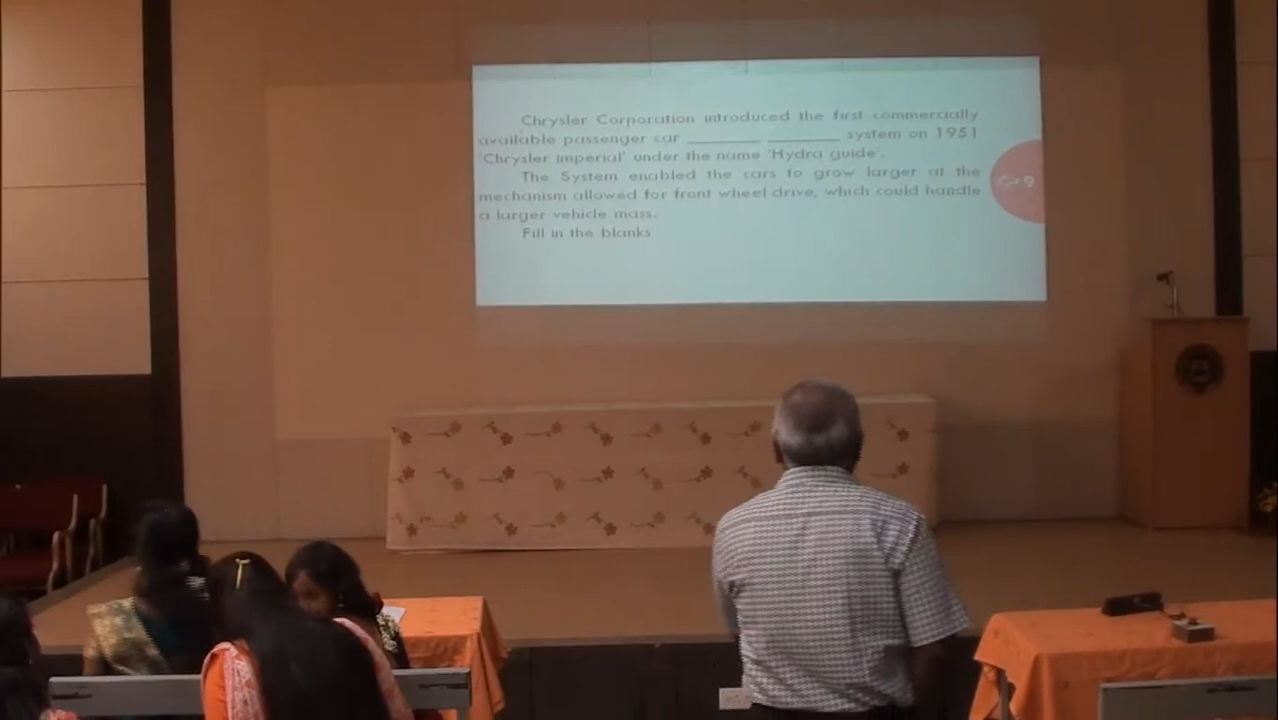 Chrysler Corporation introduced the first commercially
available passenger car ________ ________ system on 1951
'Chrysler Imperial' under the name 'Hydra guide'.
The System enabled the cars to grow larger at the
mechanism allowed for front wheel drive, which could handle
a larger vehicle mass.
Fill in the blanks
9